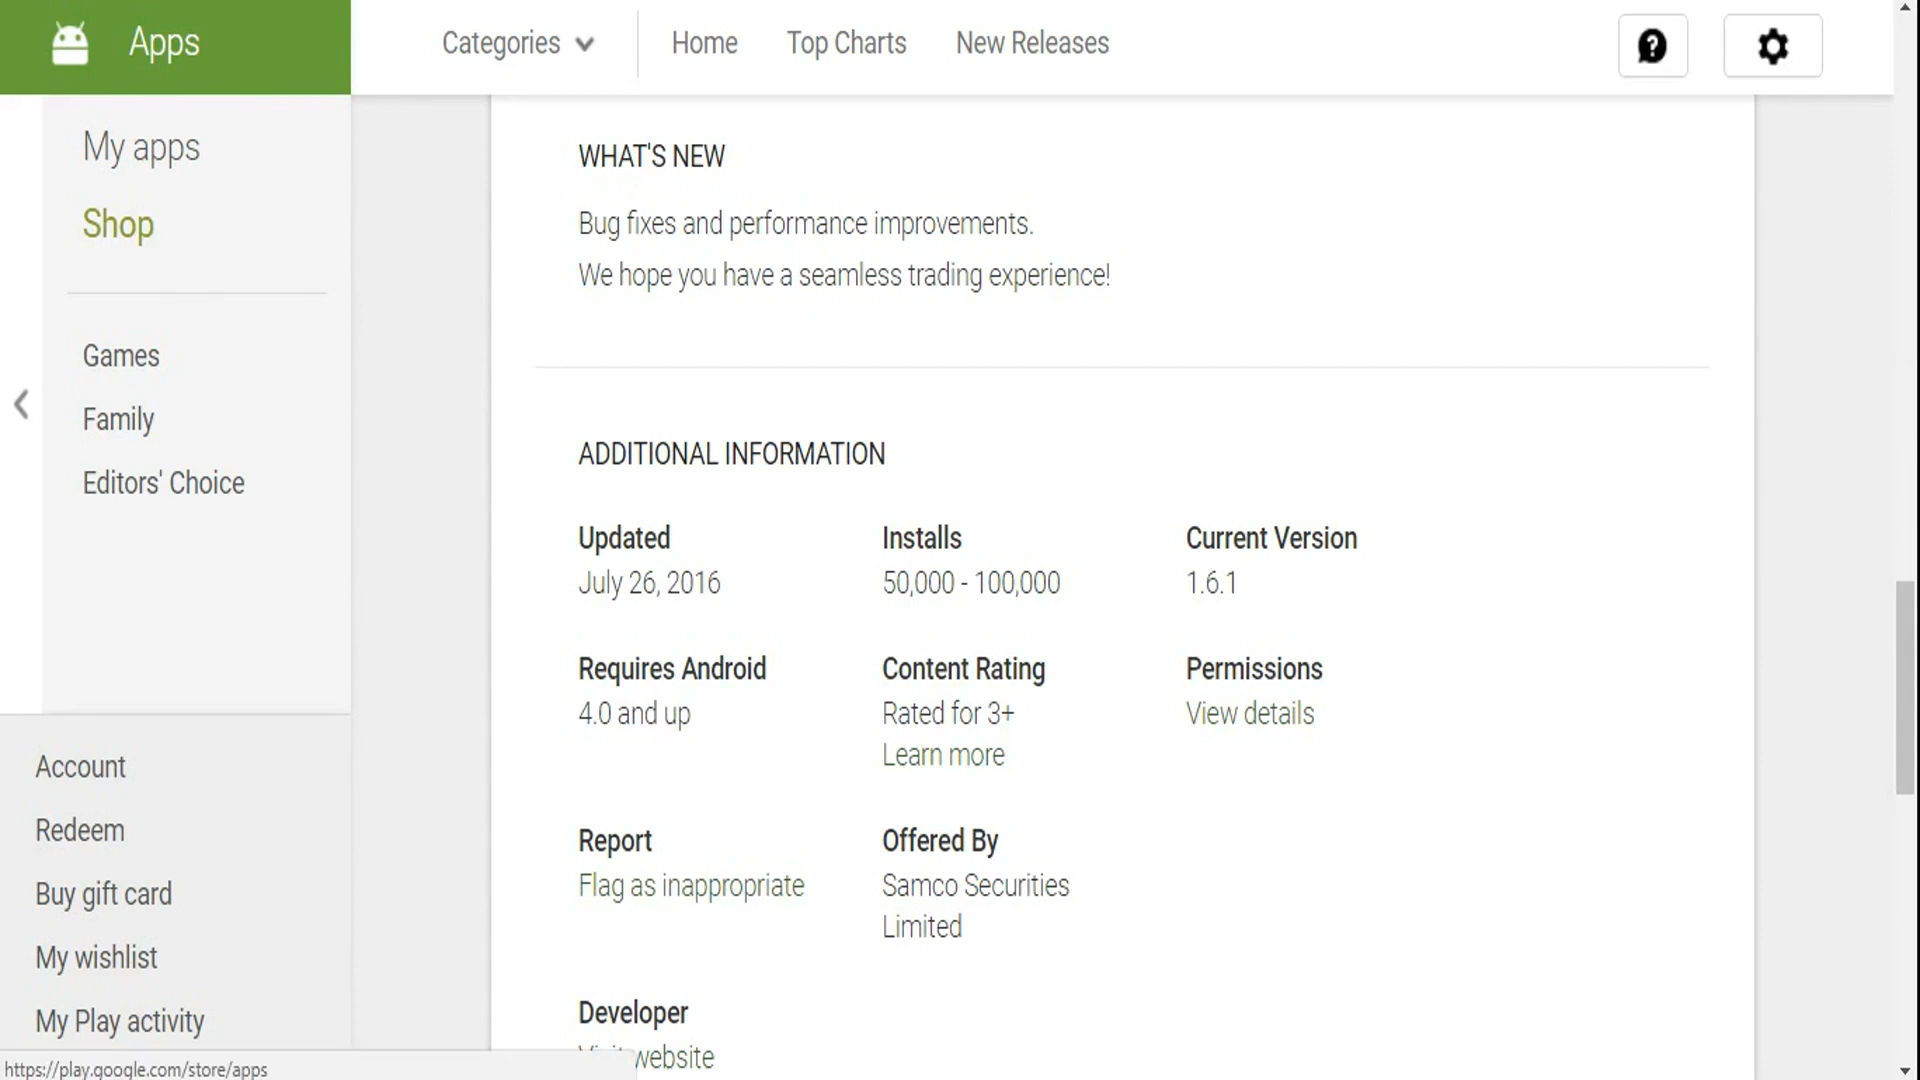 Apps
Categories
Home
Top Charts
New Releases
My apps
Shop
Games
Family
Editors' Choice
Account
Redeem
Buy gift card
My wishlist
My Play activity
WHAT'S NEW
Bug fixes and performance improvements.
We hope you have a seamless trading experience!
ADDITIONAL INFORMATION
Updated
July 26, 2016
Installs
50,000 - 100,000
Current Version
1.6.1
Requires Android
4.0 and up
Content Rating
Rated for 3+
Learn more
Permissions
View details
Report
Flag as inappropriate
Offered By
Samco Securities
Limited
Developer
Visit website
https://play.google.com/store/apps